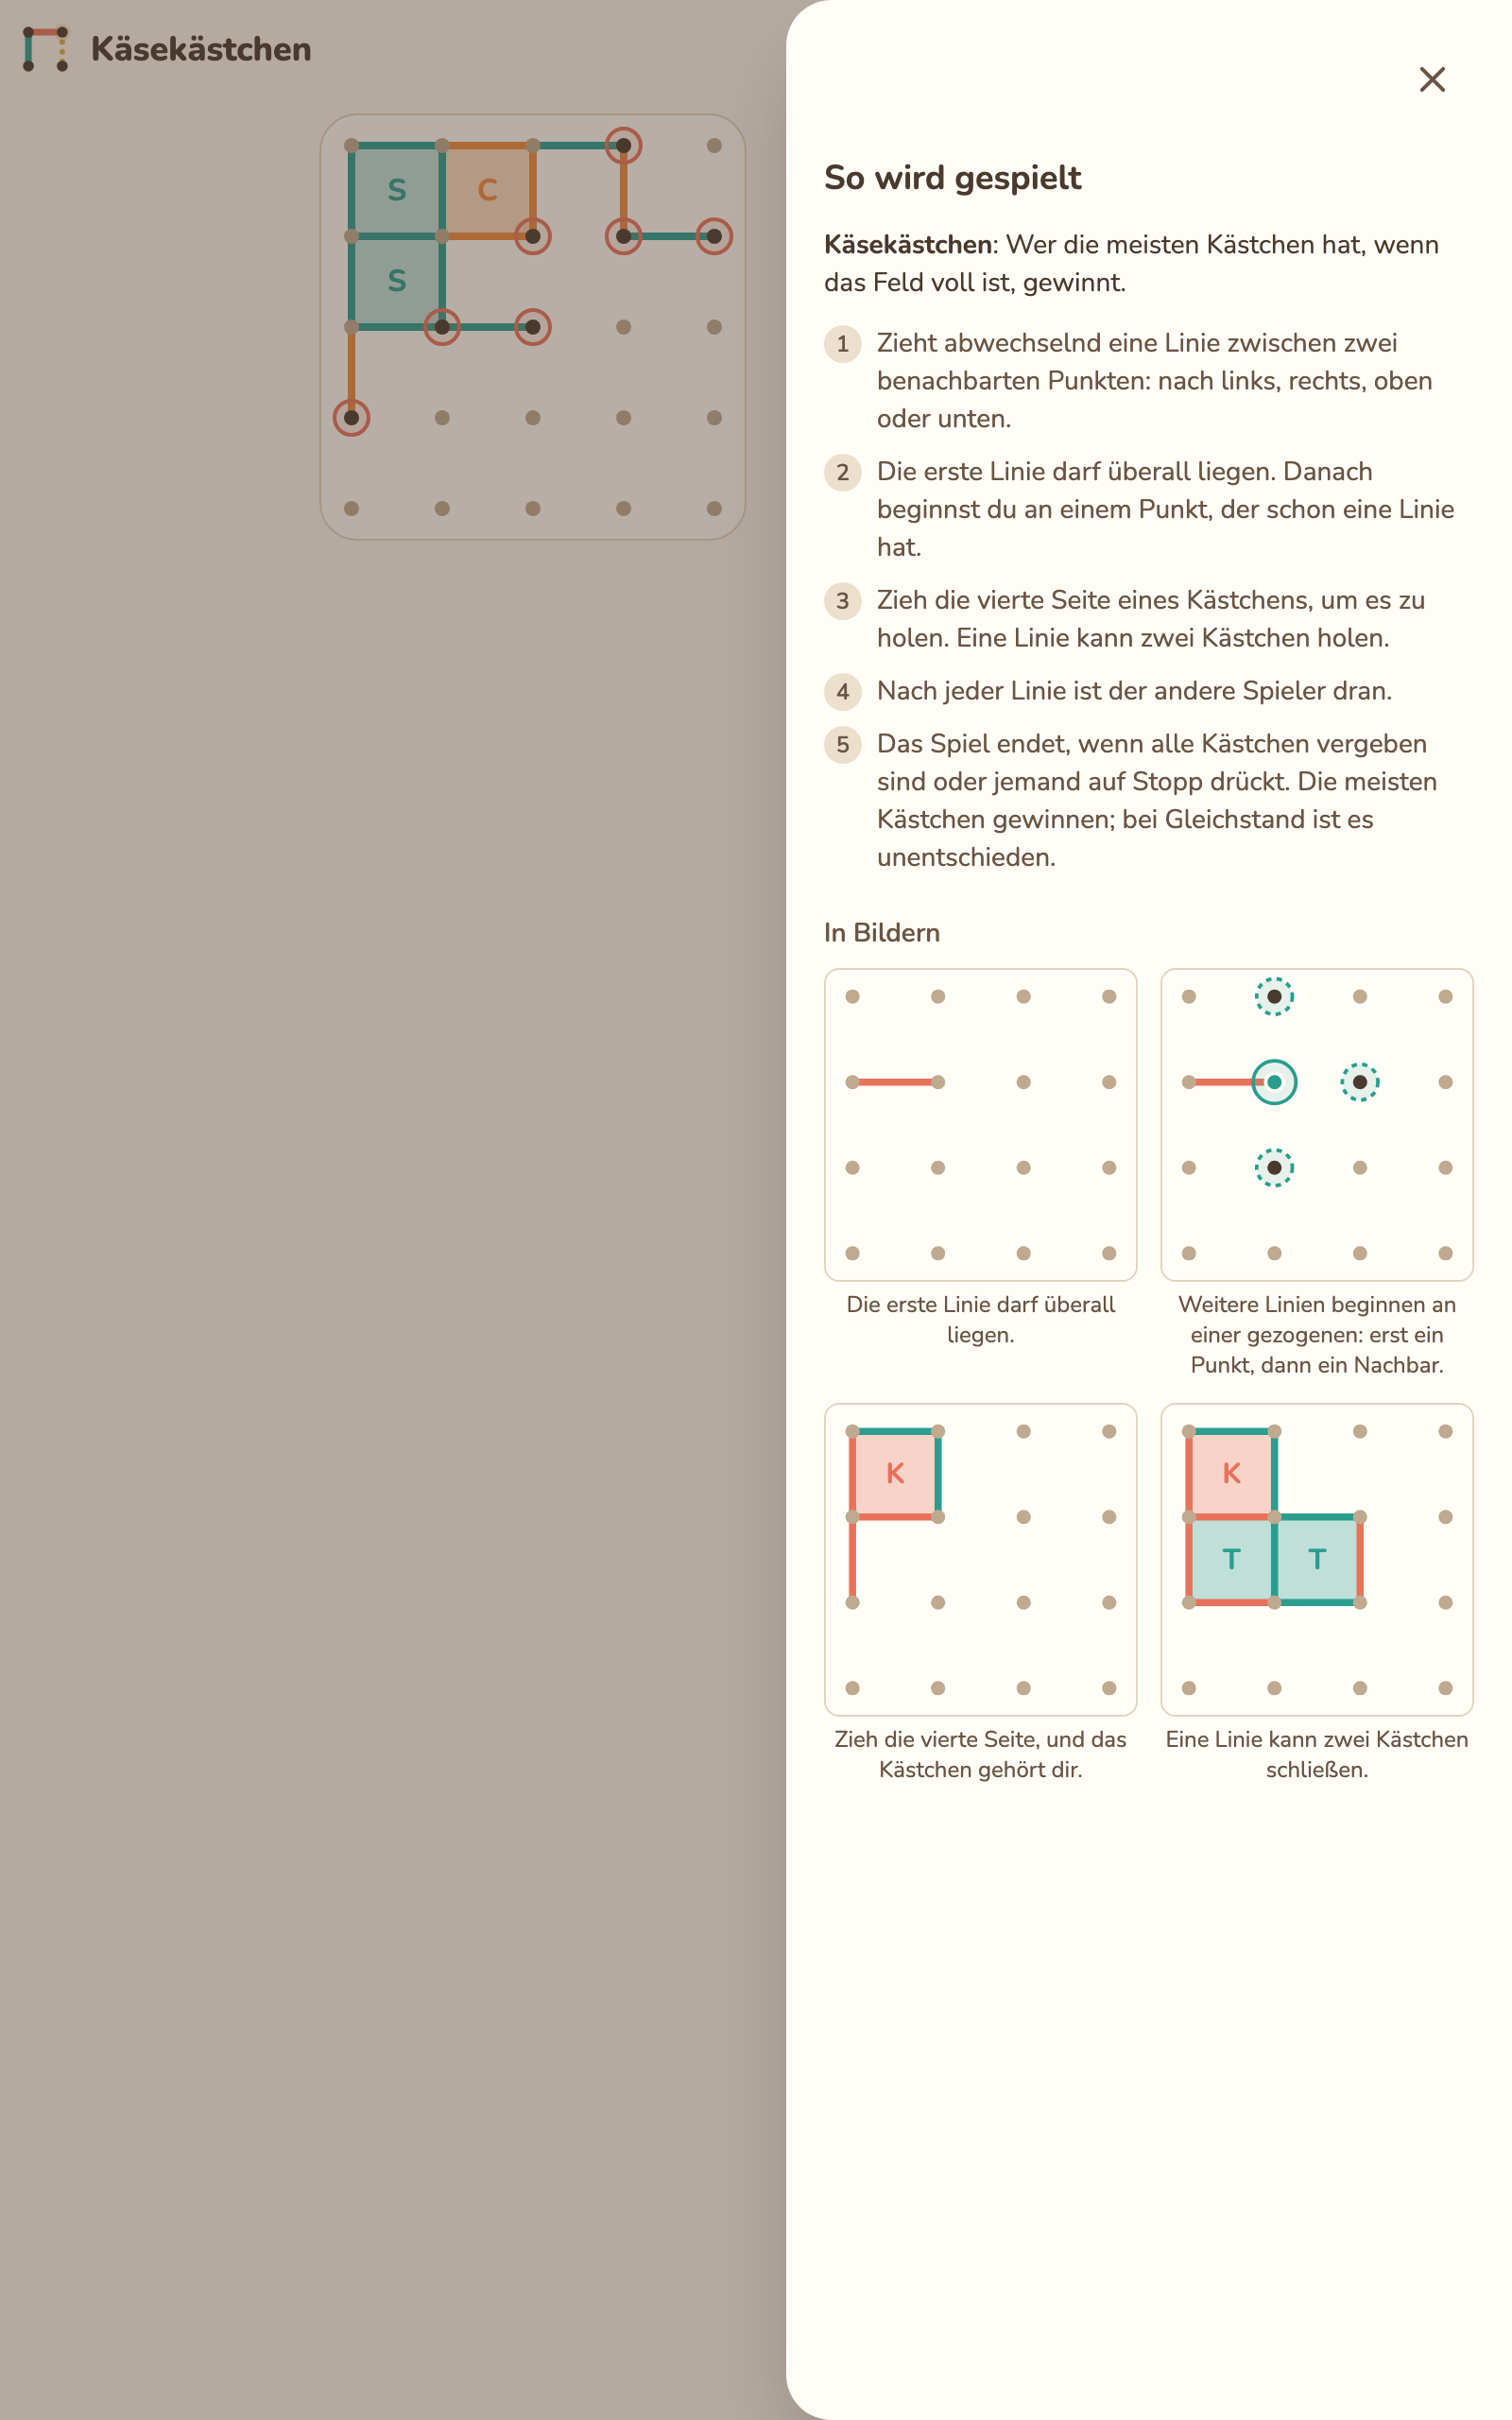 Käsekästchen
S C
S
So wird gespielt
Käsekästchen: Wer die meisten Kästchen hat, wenn
das Feld voll ist, gewinnt.
1 Zieht abwechselnd eine Linie zwischen zwei
benachbarten Punkten: nach links, rechts, oben
oder unten.
2 Die erste Linie darf überall liegen. Danach
beginnst du an einem Punkt, der schon eine Linie
hat.
3 Zieh die vierte Seite eines Kästchens, um es zu
holen. Eine Linie kann zwei Kästchen holen.
4 Nach jeder Linie ist der andere Spieler dran.
5 Das Spiel endet, wenn alle Kästchen vergeben
sind oder jemand auf Stopp drückt. Die meisten
Kästchen gewinnen; bei Gleichstand ist es
unentschieden.
In Bildern
Die erste Linie darf überall
liegen.
Weitere Linien beginnen an
einer gezogenen: erst ein
Punkt, dann ein Nachbar.
K
Zieh die vierte Seite, und das
Kästchen gehört dir.
K
T T
Eine Linie kann zwei Kästchen
schließen.